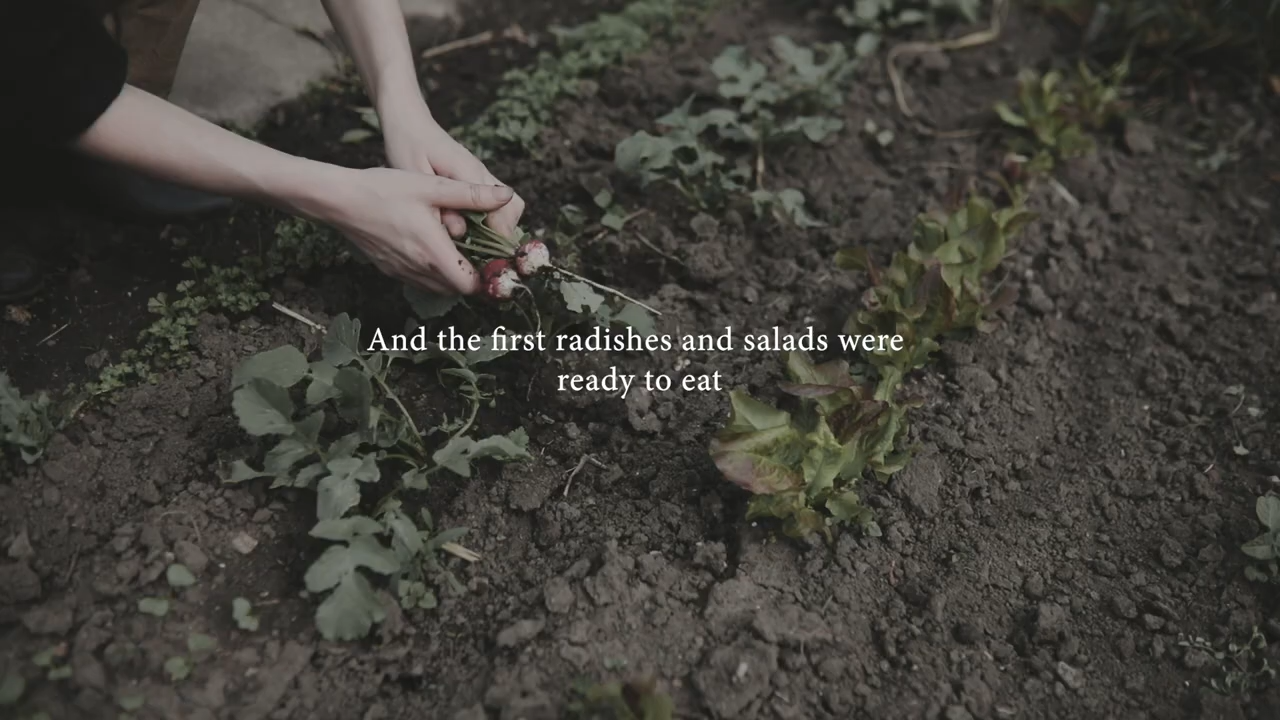 And the first radishes and salads were
ready to eat